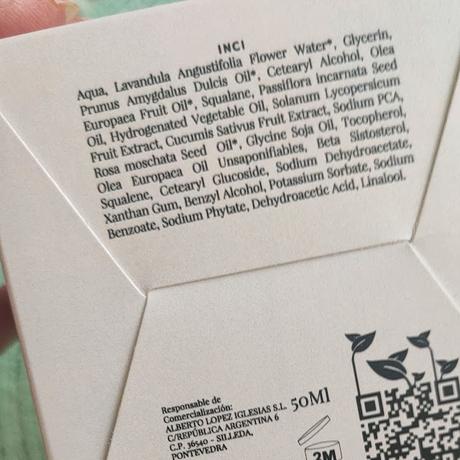 INCI
Aqua, Lavandula Angustifolia Flower Water*, Glycerin,
Prunus Amygdalus Dulcis Oil*, Cetearyl Alcohol, Olea
Europaea Fruit Oil*, Squalane, Passiflora Incarnata Seed
Oil, Hydrogenated Vegetable Oil, Solanum Lycopersicum
Fruit Extract, Cucumis Sativus Fruit Extract, Sodium PCA,
Rosa moschata Seed Oil*, Glycine Soja Oil, Tocopherol,
Olea Europaea Oil Unsaponifiables, Beta Sistosterol,
Squalene, Cetearyl Glucoside, Sodium Dehydroacetate,
Xanthan Gum, Benzyl Alcohol, Potassium Sorbate, Sodium
Benzoate, Sodium Phytate, Dehydroacetic Acid, Linalool.
Responsable de
Comercialización:
ALBERTO LOPEZ IGLESIAS S.L.
C/REPÚBLICA ARGENTINA 6
C.P. 36540 - SILLEDA,
PONTEVEDRA
50Ml